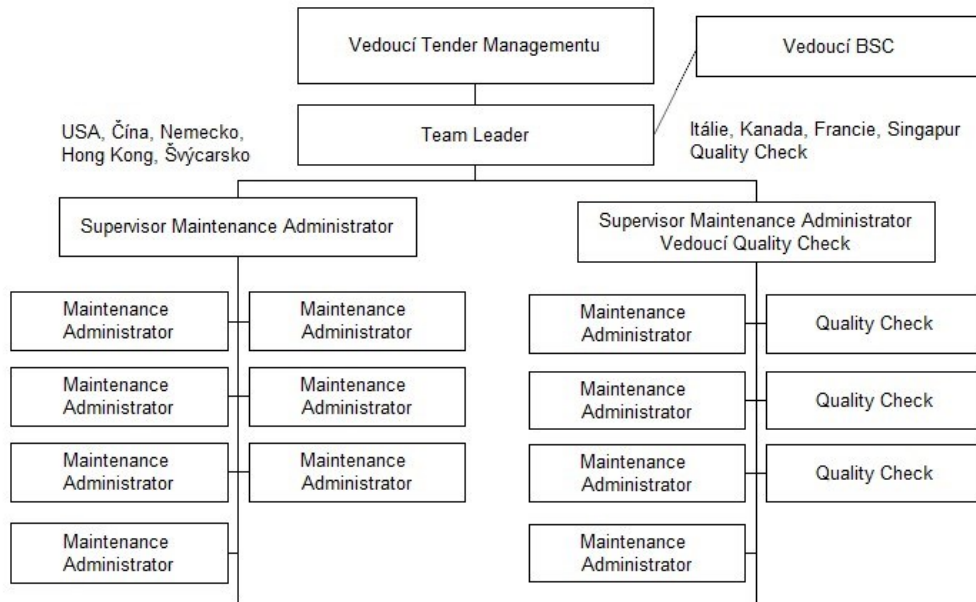 Vedoucí Tender Managementu
Vedoucí BSC
Team Leader
USA, Čína, Nemecko,
Hong Kong, Švýcarsko
Itálie, Kanada, Francie, Singapur
Quality Check
Supervisor Maintenance Administrator
Supervisor Maintenance Administrator
Vedoucí Quality Check
Maintenance
Administrator
Maintenance
Administrator
Maintenance
Administrator
Quality Check
Maintenance
Administrator
Maintenance
Administrator
Maintenance
Administrator
Quality Check
Maintenance
Administrator
Maintenance
Administrator
Maintenance
Administrator
Quality Check
Maintenance
Administrator
Maintenance
Administrator